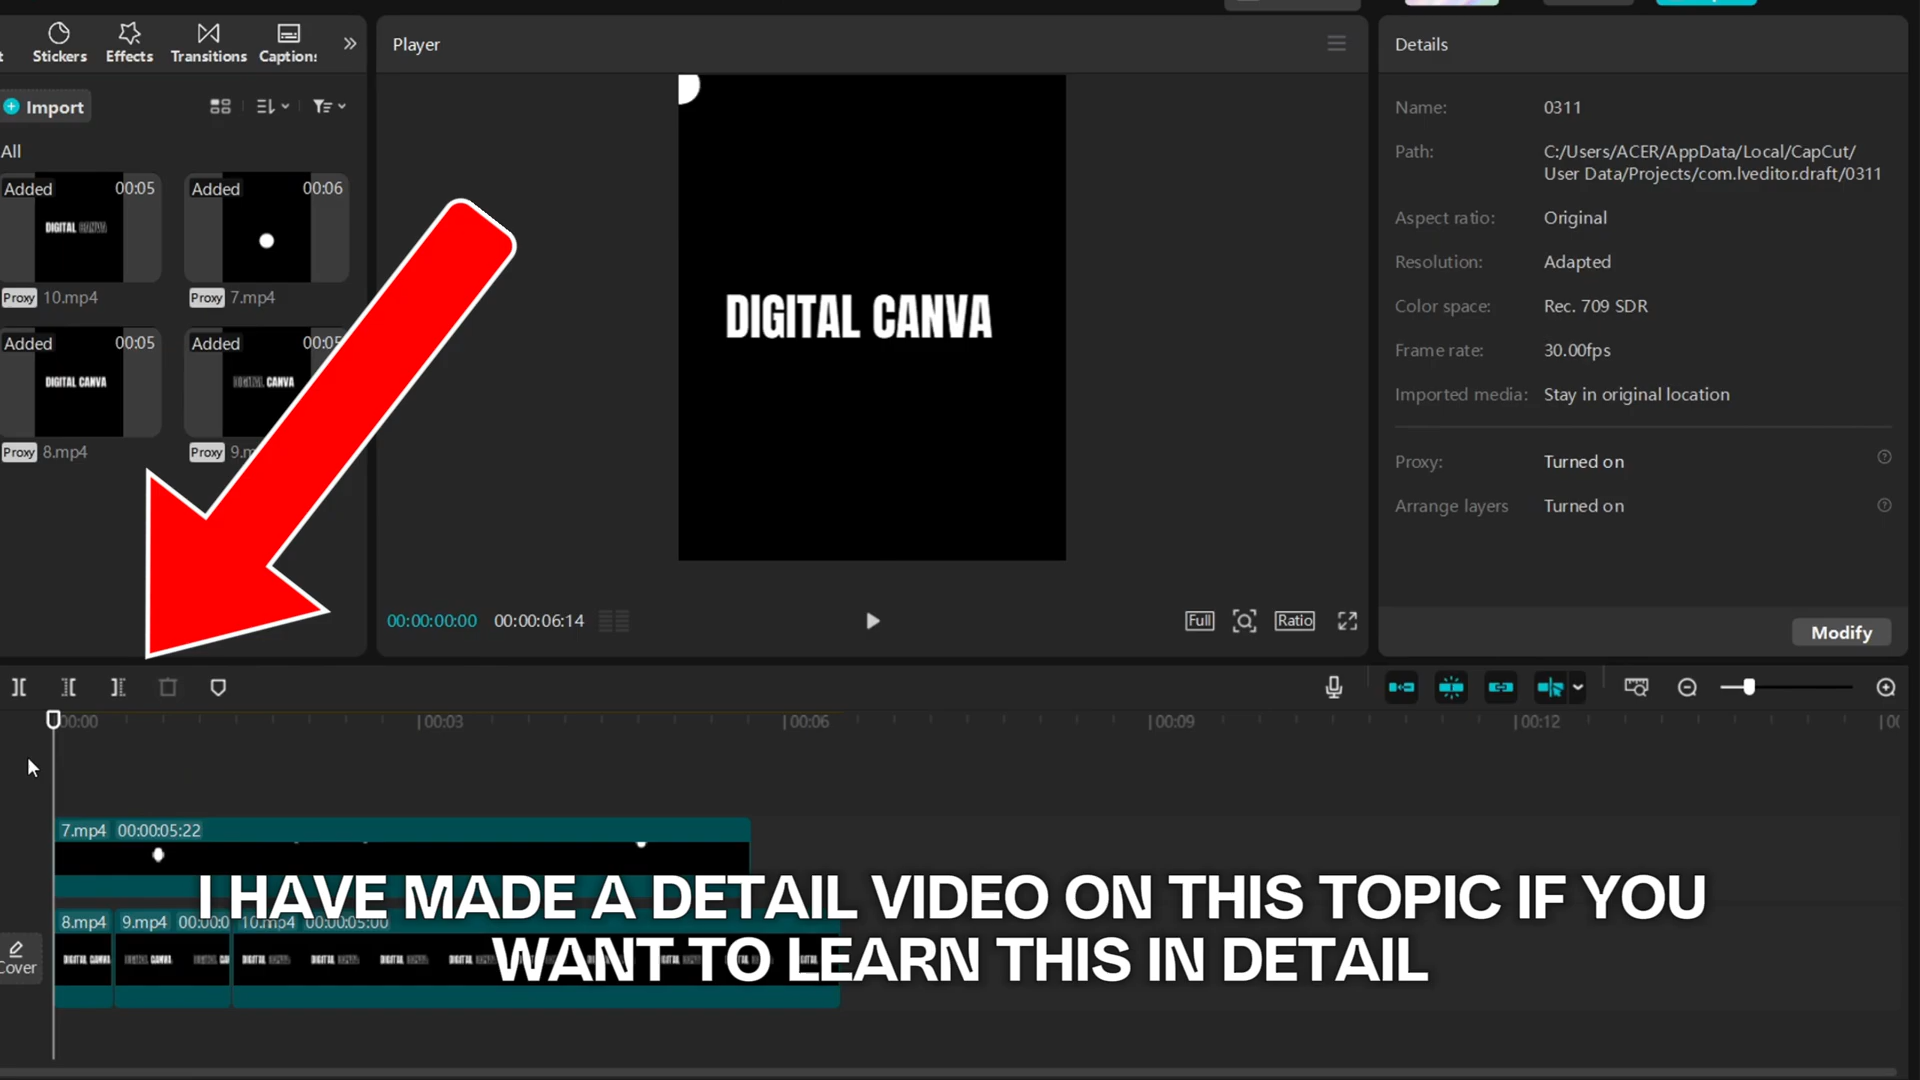 Stickers
Effects
Transitions
Captions
Player
Details
Import
All
Added 00:05
Added 00:06
DIGITAL
Proxy 10.mp4
Proxy 7.mp4
Added 00:05
Added
DIGITAL CANVA
CANVA
Proxy 8.mp4
Proxy
DIGITAL CANVA
Name: 0311
Path: C:/Users/ACER/AppData/Local/CapCut/
User Data/Projects/com.lveditor.draft/0311
Aspect ratio: Original
Resolution: Adapted
Color space: Rec. 709 SDR
Frame rate: 30.00fps
Imported media: Stay in original location
Proxy: Turned on
Arrange layers Turned on
Modify
00:00:00:00 00:00:06:14
Full
Ratio
00:00
00:03
00:06
00:09
00:12
7.mp4 00:00:05:22
8.mp4 9.mp4 10.mp4 00:00:05:00
Cover
I HAVE MADE A DETAIL VIDEO ON THIS TOPIC IF YOU
WANT TO LEARN THIS IN DETAIL